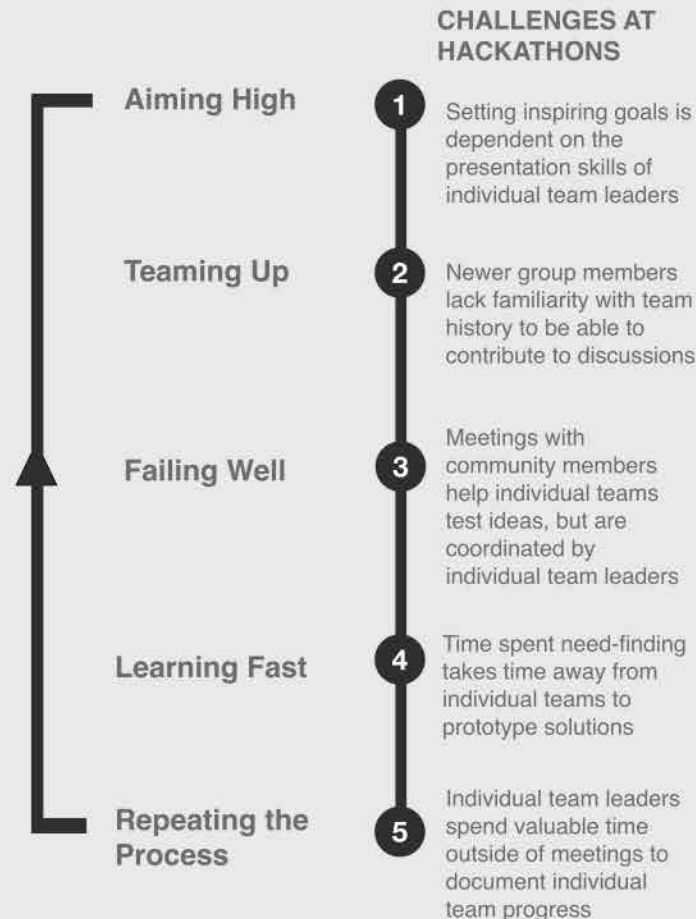 CHALLENGES AT
HACKATHONS
Aiming High
1
Setting inspiring goals is
dependent on the
presentation skills of
individual team leaders
Teaming Up
2
Newer group members
lack familiarity with team
history to be able to
contribute to discussions
Failing Well
3
Meetings with
community members
help individual teams
test ideas, but are
coordinated by
individual team leaders
Learning Fast
4
Time spent need-finding
takes time away from
individual teams to
prototype solutions
Repeating the
Process
5
Individual team leaders
spend valuable time
outside of meetings to
document individual
team progress